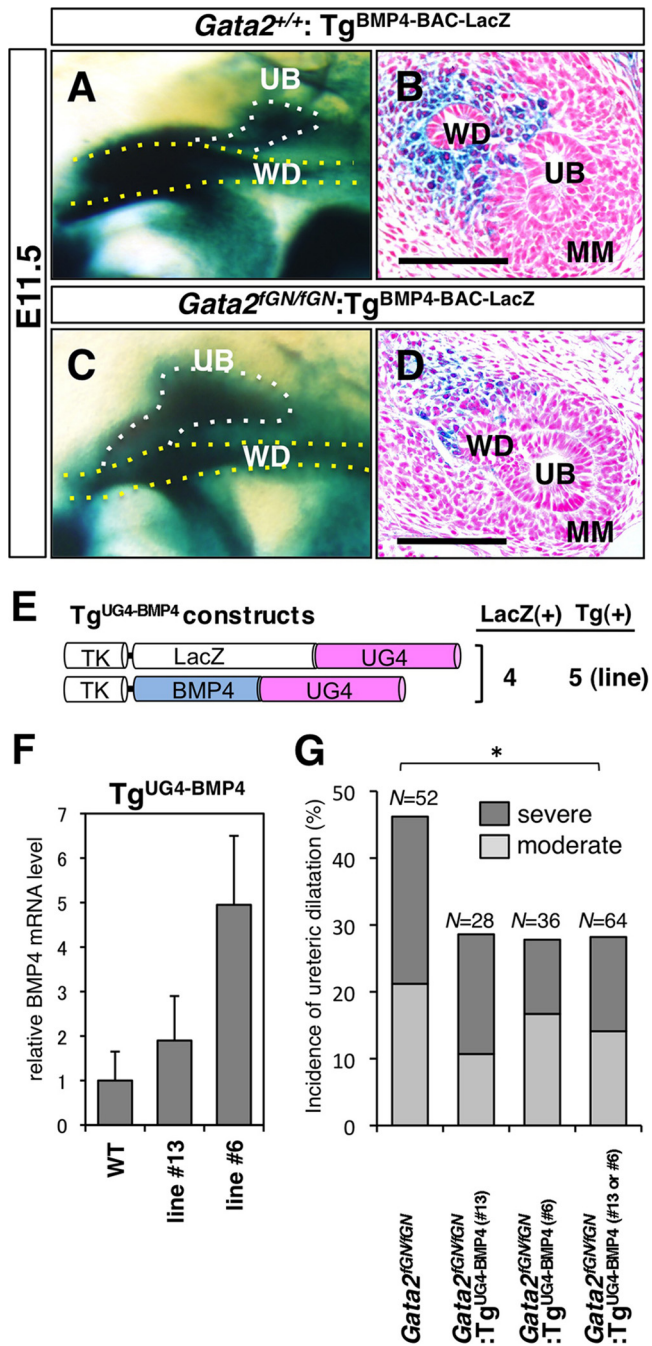 Gata2+/+: TgBMP4-BAC-LacZ
E11.5
A
UB
WD
B
WD
UB
MM
Gata2fGN/fGN:TgBMP4-BAC-LacZ
C
UB
WD
D
WD
UB
MM
E
TgUG4-BMP4 constructs
LacZ(+) Tg(+)
TK LacZ UG4
TK BMP4 UG4
4 5 (line)
F
TgUG4-BMP4
relative BMP4 mRNA level
7
6
5
4
3
2
1
0
WT
line #13
line #6
G
*
Incidence of ureteric dilatation (%)
50
40
30
20
10
0
N=52
N=28
N=36
N=64
severe
moderate
Gata2fGN/fGN
Gata2fGN/fGN
::TgUG4-BMP4 (#13)
Gata2fGN/fGN
::TgUG4-BMP4 (#6)
Gata2fGN/fGN
::TgUG4-BMP4 (#13 or #6)